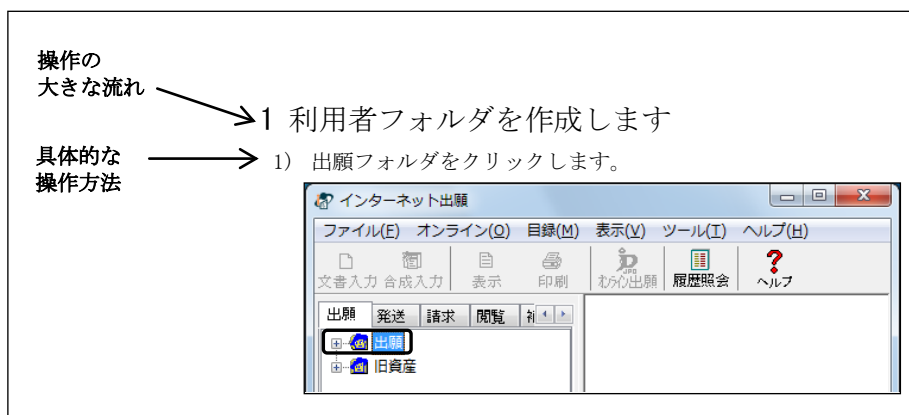 操作の
大きな流れ
1 利用者フォルダを作成します
具体的な
操作方法
1) 出願フォルダをクリックします。
インターネット出願
ファイル(F) オンライン(O) 目録(M) 表示(V) ツール(T) ヘルプ(H)
文書入力 合成入力 表示 印刷 かんたん出願 履歴照会 ヘルプ
出願 発送 請求 閲覧
出願
旧資産